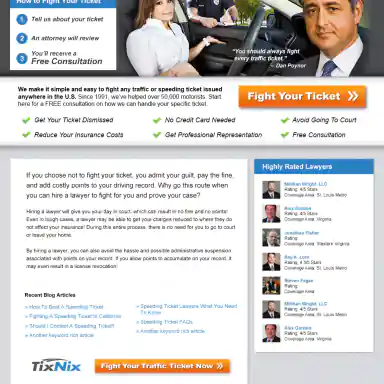 How to Fight Your Ticket
1 Tell us about your ticket
2 An attorney will review
3 You'll receive a
FREE Consultation
"You should always fight
every traffic ticket."
~ Dan Poynor
We make it simple and easy to fight any traffic or speeding ticket issued
anywhere in the U.S. Since 1991, we've helped over 50,000 motorists. Start
here for a FREE consultation on how we can handle your specific ticket.
Fight Your Ticket »
Get Your Ticket Dismissed
No Credit Card Needed
Avoid Going To Court
Reduce Your Insurance Costs
Get Professional Representation
Free Consultation
If you choose not to fight your ticket, you admit your guilt, pay the fine,
and add costly points to your driving record. Why go this route when
you can hire a lawyer to fight for you and prove your case?
Hiring a lawyer will give you your day in court, which can result in no fine and no points!
Even in tough cases, a lawyer may be able to get your charges reduced to where they do
not affect your insurance! During this entire process, there is no need for you to go to court
or leave your home.
By hiring a lawyer, you can also avoid the hassle and possible administrative suspension
associated with points on your record. If you allow points to accumulate on your record, it
may even result in a license revocation.
Recent Blog Articles
» How To Beat A Speeding Ticket
» Fighting A Speeding Ticket In California
» Should I Contest A Speeding Ticket?
» Another keyword rich article
» Speeding Ticket Lawyers What You Need
To Know
» Speeding Ticket FAQs
» Another keyword rich article
TixNix
Fight Your Traffic Ticket Now »
Highly Rated Lawyers
Millikan Wright, LLC
Rating: 4/5 Stars
Coverage Area: St. Louis Metro
Alex Gordon
Rating: 4/5 Stars
Coverage Area: Western Virginia
Jonathan Fisher
Rating:
Coverage Area: Western Virginia
Roy A. Lonn
Rating: 4.5/5 Stars
Coverage Area: St. Louis Metro
Steven Fagan
Rating:
Coverage Area:
Millikan Wright, LLC
Rating: 4/5 Stars
Coverage Area: St. Louis Metro
Alex Gordon
Rating: 4/5 Stars
Coverage Area: